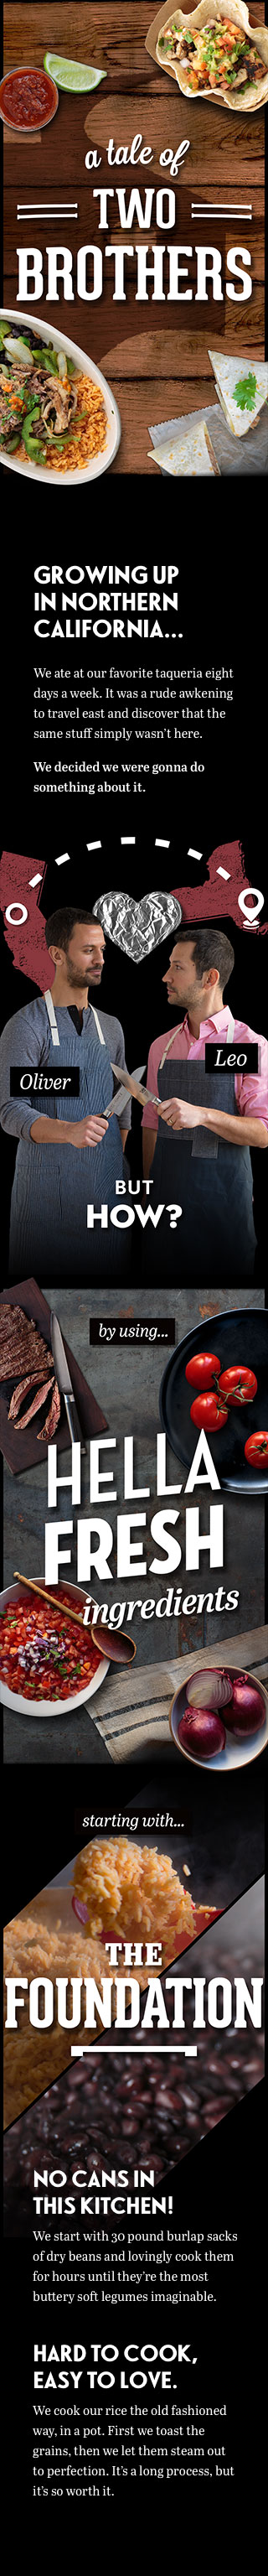 a tale of
TWO
BROTHERS
GROWING UP
IN NORTHERN
CALIFORNIA...
We ate at our favorite taqueria eight
days a week. It was a rude awkening
to travel east and discover that the
same stuff simply wasn't here.
We decided we were gonna do
something about it.
Leo
Oliver
BUT
HOW?
by using...
HELLA
FRESH
ingredients
starting with...
THE
FOUNDATION
NO CANS IN
THIS KITCHEN!
We start with 30 pound burlap sacks
of dry beans and lovingly cook them
for hours until they're the most
buttery soft legumes imaginable.
HARD TO COOK,
EASY TO LOVE.
We cook our rice the old fashioned
way, in a pot. First we toast the
grains, then we let them steam out
to perfection. It's a long process, but
it's so worth it.